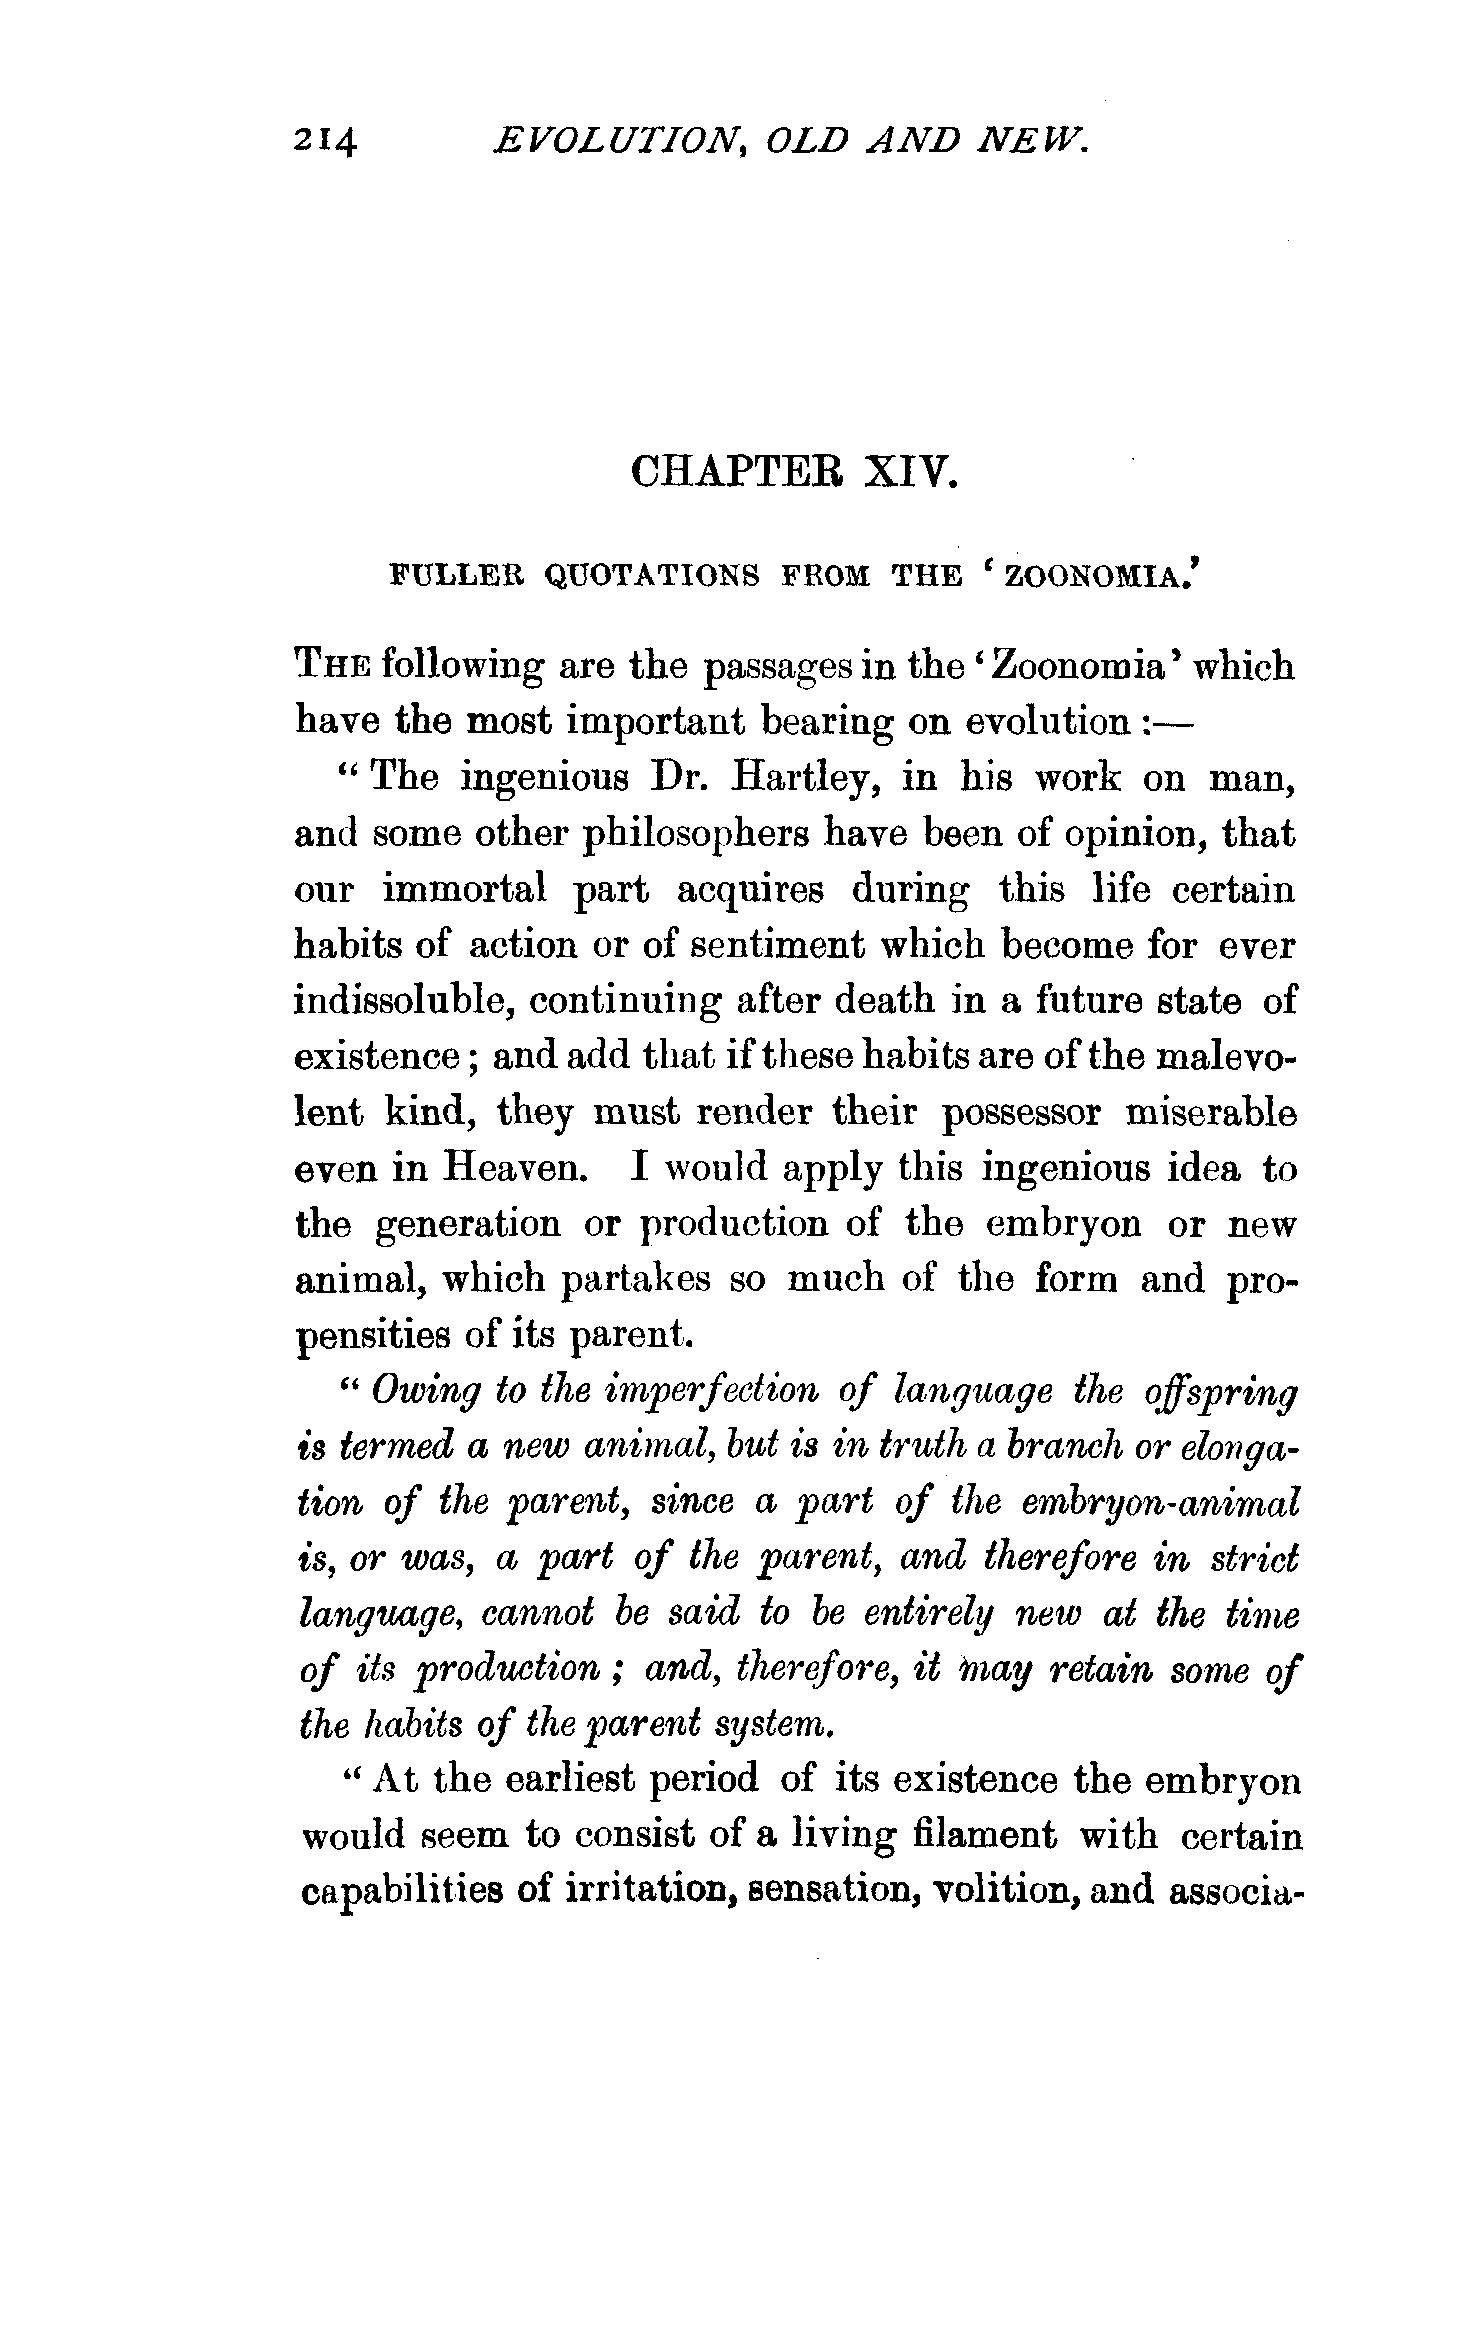 214 EVOLUTION, OLD AND NEW.
CHAPTER XIV.
FULLER QUOTATIONS FROM THE ‘ZOONOMIA.’
THE following are the passages in the ‘Zoonomia’ which
have the most important bearing on evolution :—
“The ingenious Dr. Hartley, in his work on man,
and some other philosophers have been of opinion, that
our immortal part acquires during this life certain
habits of action or of sentiment which become for ever
indissoluble, continuing after death in a future state of
existence; and add that if these habits are of the malevo-
lent kind, they must render their possessor miserable
even in Heaven. I would apply this ingenious idea to
the generation or production of the embryon or new
animal, which partakes so much of the form and pro-
pensities of its parent.
“Owing to the imperfection of language the offspring
is termed a new animal, but is in truth a branch or elonga-
tion of the parent, since a part of the embryon-animal
is, or was, a part of the parent, and therefore in strict
language, cannot be said to be entirely new at the time
of its production; and, therefore, it may retain some of
the habits of the parent system.
“At the earliest period of its existence the embryon
would seem to consist of a living filament with certain
capabilities of irritation, sensation, volition, and associa-